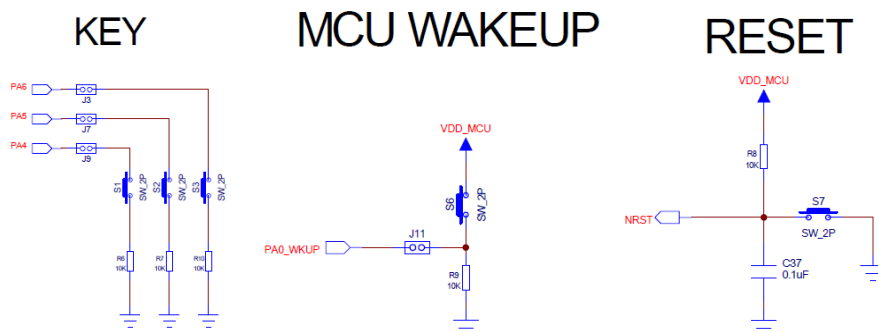 KEY
MCU WAKEUP
RESET
PA6
J3
PA5
J7
PA4
J9
S1
SW_2P
S2
SW_2P
S3
SW_2P
R6
10K
R7
10K
R10
10K
VDD_MCU
S6
SW_2P
PA0_WKUP
J11
R9
10K
VDD_MCU
R8
10K
NRST
S7
SW_2P
C37
0.1uF